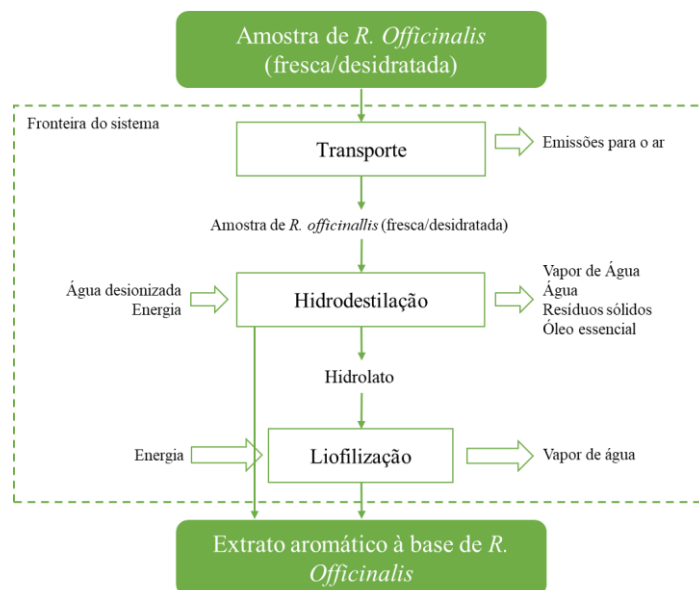 Amostra de R. Officinalis
(fresca/desidratada)
Fronteira do sistema
Transporte
Emissões para o ar
Amostra de R. officinallis (fresca/desidratada)
Água desionizada
Energia
Hidrodestilação
Vapor de Água
Água
Resíduos sólidos
Óleo essencial
Hidrolato
Energia
Liofilização
Vapor de água
Extrato aromático à base de R.
Officinalis